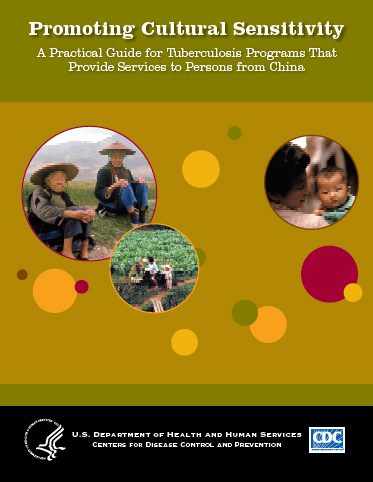 Promoting Cultural Sensitivity
A Practical Guide for Tuberculosis Programs That
Provide Services to Persons from China
U.S. Department of Health and Human Services
Centers for Disease Control and Prevention
CDC